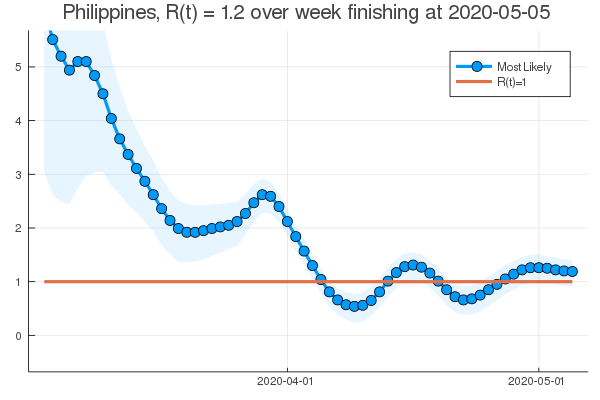 Philippines, R(t) = 1.2 over week finishing at 2020-05-05
Most Likely
R(t)=1
5
4
3
2
1
0
2020-04-01
2020-05-01